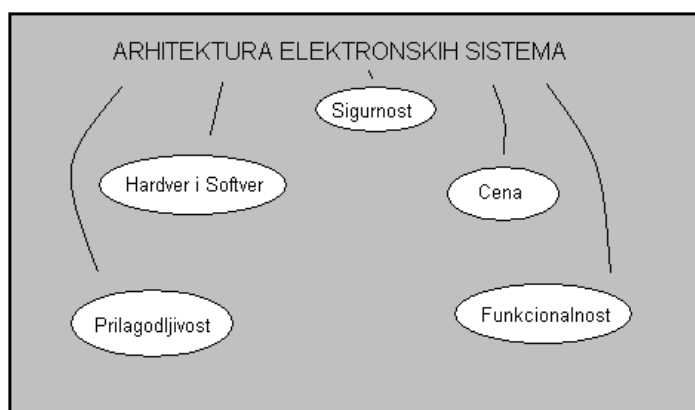 ARHITEKTURA ELEKTRONSKIH SISTEMA
Sigurnost
Hardver i Softver
Cena
Prilagodljivost
Funkcionalnost